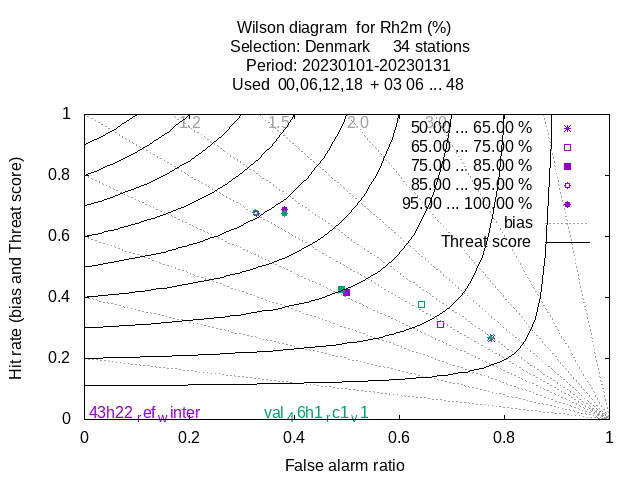 Wilson diagram for Rh2m (%)
Selection: Denmark 34 stations
Period: 20230101-20230131
Used 00,06,12,18 + 03 06 ... 48
1.2 1.5 2.0 3.0
50.00 ... 65.00 %
65.00 ... 75.00 %
75.00 ... 85.00 %
85.00 ... 95.00 %
95.00 ... 100.00 %
bias
Threat score
Hit rate (bias and Threat score)
1
0.8
0.6
0.4
0.2
0
43h22ref_winter val46h1rc1v1
0 0.2 0.4 0.6 0.8 1
False alarm ratio